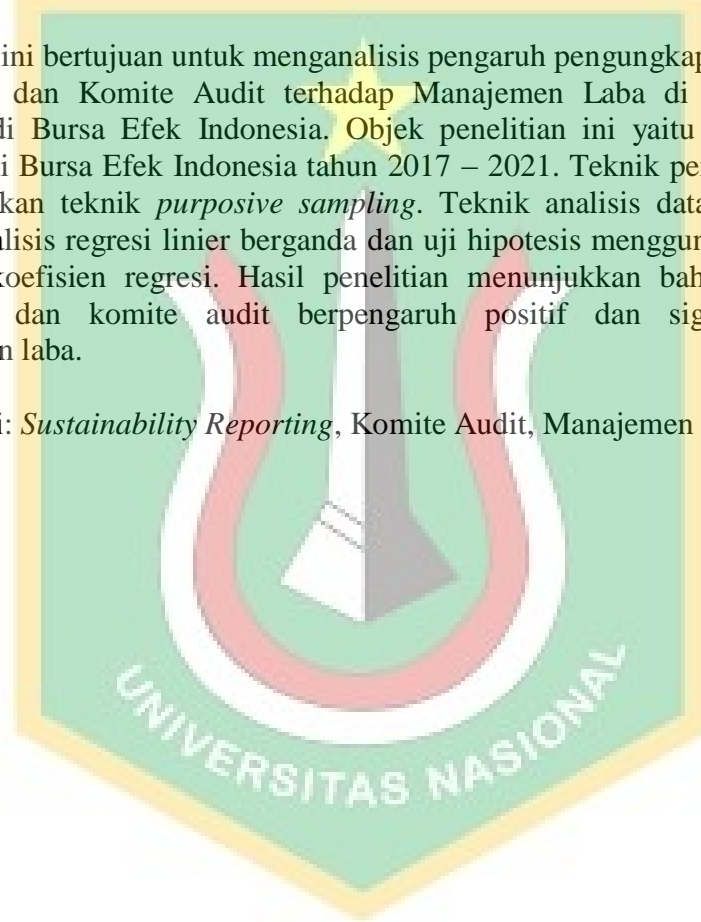 ini bertujuan untuk menganalisis pengaruh pengungkap
dan Komite Audit terhadap Manajemen Laba di
di Bursa Efek Indonesia. Objek penelitian ini yaitu
i Bursa Efek Indonesia tahun 2017 – 2021. Teknik pe
kan teknik purposive sampling. Teknik analisis data
alisis regresi linier berganda dan uji hipotesis menggu
koefisien regresi. Hasil penelitian menunjukkan bah
dan komite audit berpengaruh positif dan sig
n laba.
i: Sustainability Reporting, Komite Audit, Manajemen
UNIVERSITAS NASIONAL